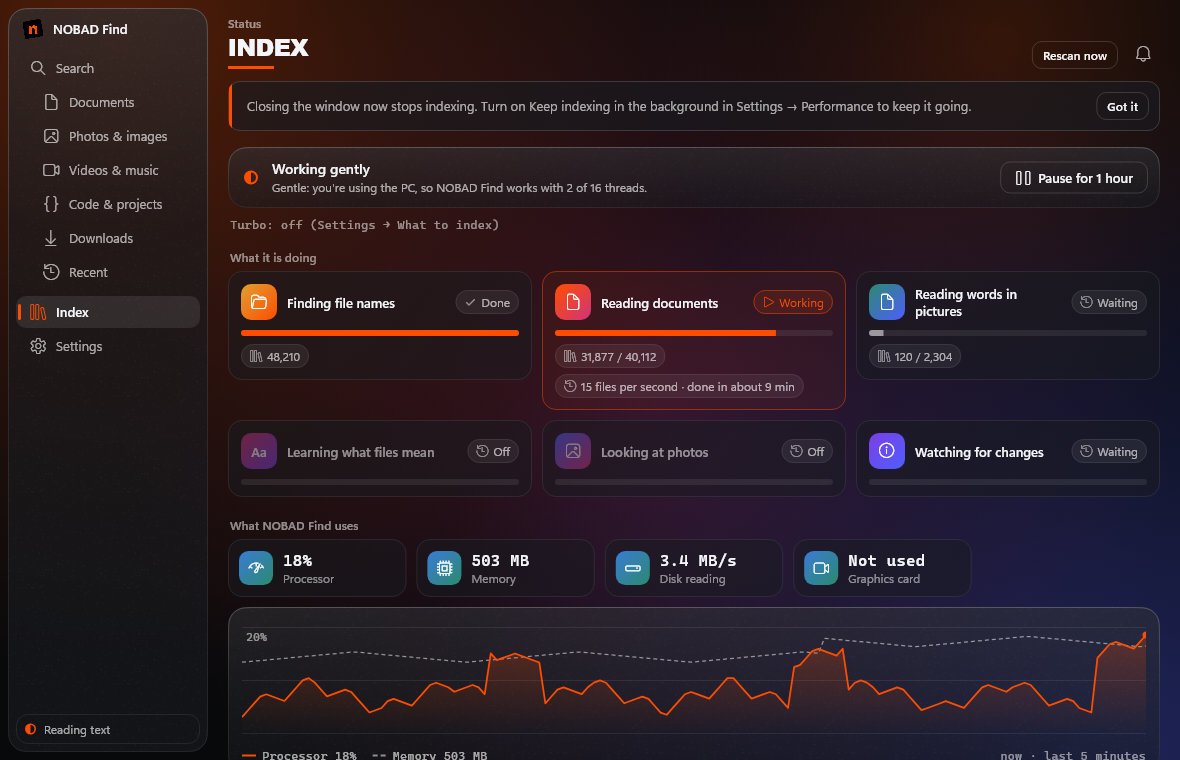 NOBAD Find
Search
Documents
Photos & images
Videos & music
Code & projects
Downloads
Recent
Index
Settings
Reading text
Status
INDEX
Rescan now
Closing the window now stops indexing. Turn on Keep indexing in the background in Settings → Performance to keep it going.
Got it
Working gently
Gentle: you're using the PC, so NOBAD Find works with 2 of 16 threads.
Pause for 1 hour
Turbo: off (Settings → What to index)
What it is doing
Finding file names
Done
48,210
Reading documents
Working
31,877 / 40,112
15 files per second · done in about 9 min
Reading words in
pictures
Waiting
120 / 2,304
Aa
Learning what files mean
Off
Looking at photos
Off
Watching for changes
Waiting
What NOBAD Find uses
18%
Processor
503 MB
Memory
3.4 MB/s
Disk reading
Not used
Graphics card
20%
Processor 18%
Memory 503 MB
now · last 5 minutes